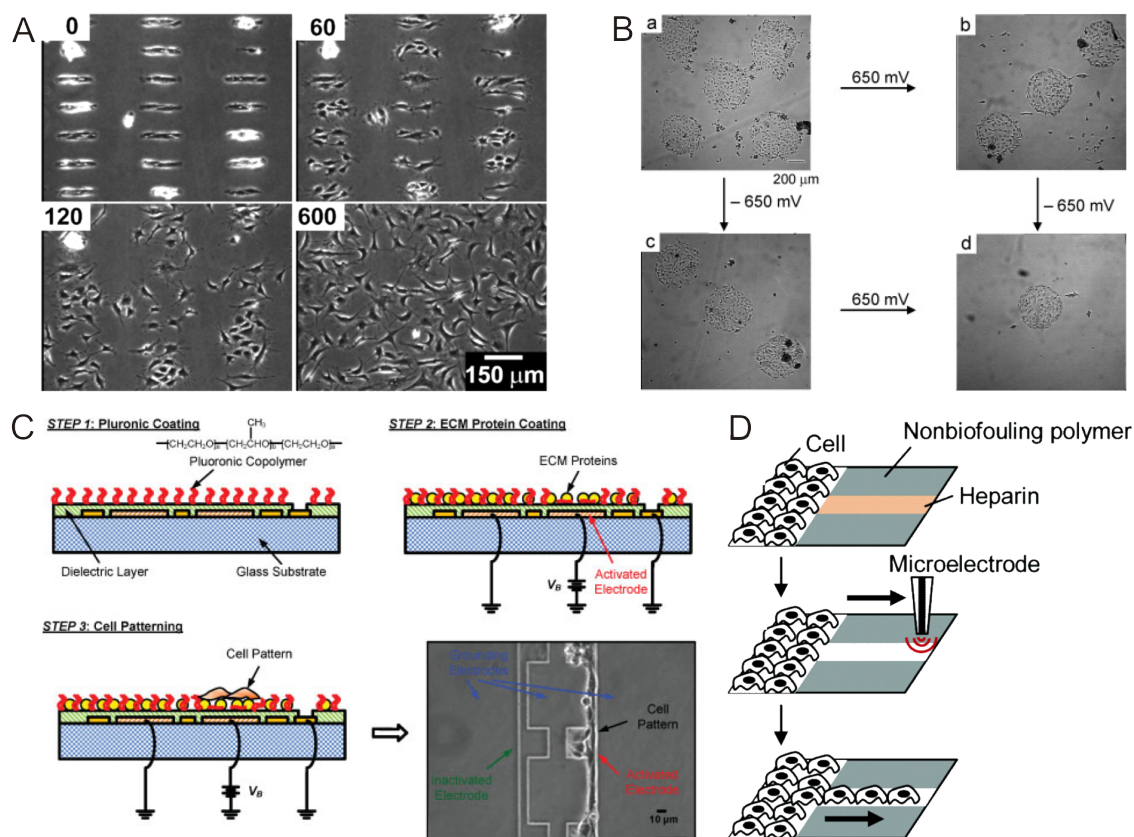 A
0
60
120
600
150 μm
B
a
650 mV
b
200 μm
– 650 mV
– 650 mV
c
650 mV
d
C
STEP 1: Pluronic Coating
CH₃
Pluoronic Copolymer
Dielectric Layer
Glass Substrate
STEP 2: ECM Protein Coating
ECM Proteins
V_B
Activated
Electrode
STEP 3: Cell Patterning
Cell Pattern
V_B
Grounding
Electrodes
Cell
Pattern
Inactivated
Electrode
Activated
Electrode
10 μm
D
Cell
Nonbiofouling polymer
Heparin
Microelectrode